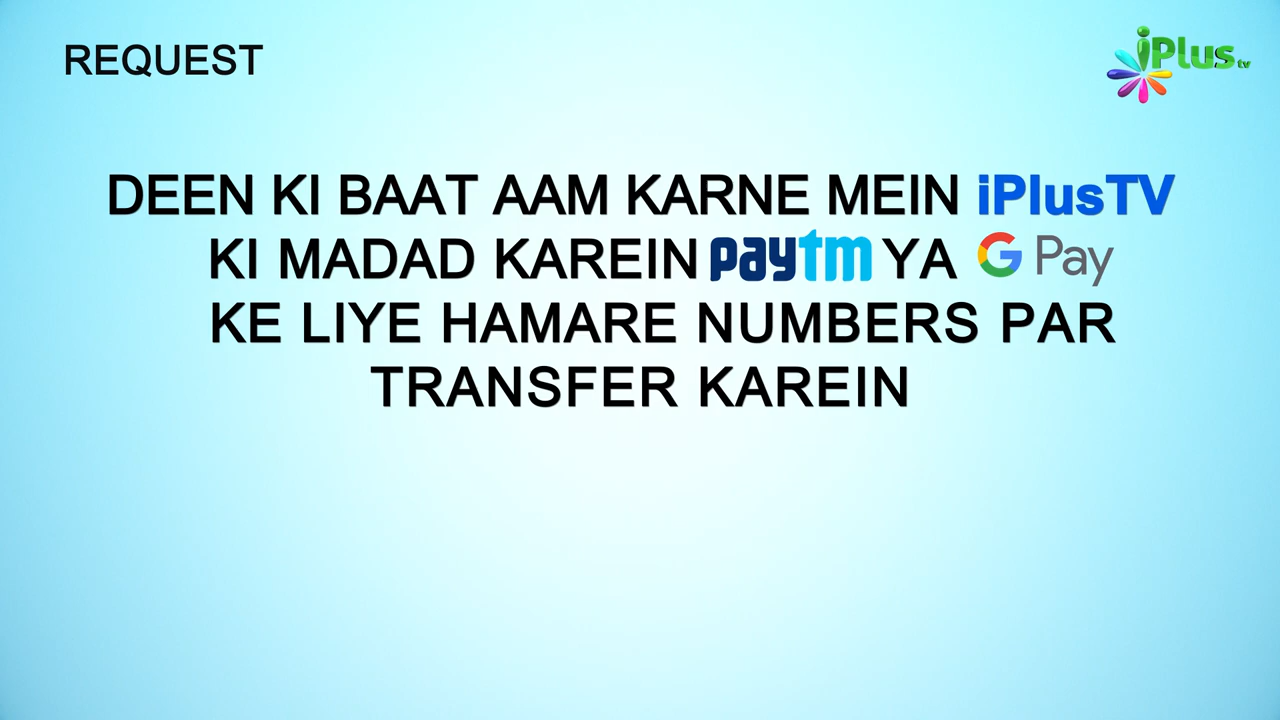 REQUEST
iPlus tv
DEEN KI BAAT AAM KARNE MEIN iPlusTV
KI MADAD KAREIN paytm YA G Pay
KE LIYE HAMARE NUMBERS PAR
TRANSFER KAREIN